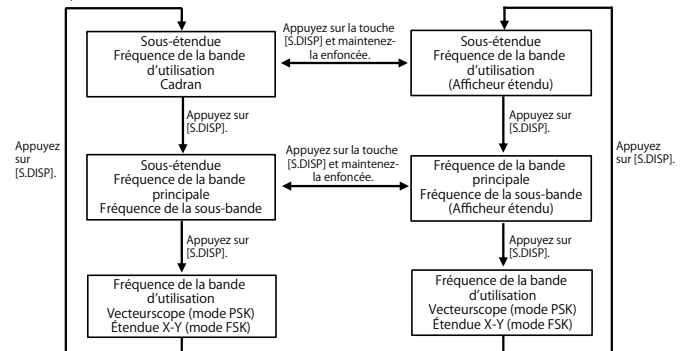 Sous-étendue
Fréquence de la bande
d'utilisation
Cadran
Appuyez sur la touche
[S.DISP] et maintenez-
la enfoncée.
Sous-étendue
Fréquence de la bande
d'utilisation
(Afficheur étendu)
Appuyez sur
[S.DISP].
Appuyez sur
[S.DISP].
Appuyez
sur
[S.DISP].
Sous-étendue
Fréquence de la bande
principale
Fréquence de la sous-bande
Appuyez sur la touche
[S.DISP] et maintenez-
la enfoncée.
Fréquence de la bande
principale
Fréquence de la sous-bande
(Afficheur étendu)
Appuyez
sur [S.DISP].
Appuyez sur
[S.DISP].
Appuyez sur
[S.DISP].
Fréquence de la bande
d'utilisation
Vecteurscope (mode PSK)
Étendue X-Y (mode FSK)
Fréquence de la bande
d'utilisation
Vecteurscope (mode PSK)
Étendue X-Y (mode FSK)